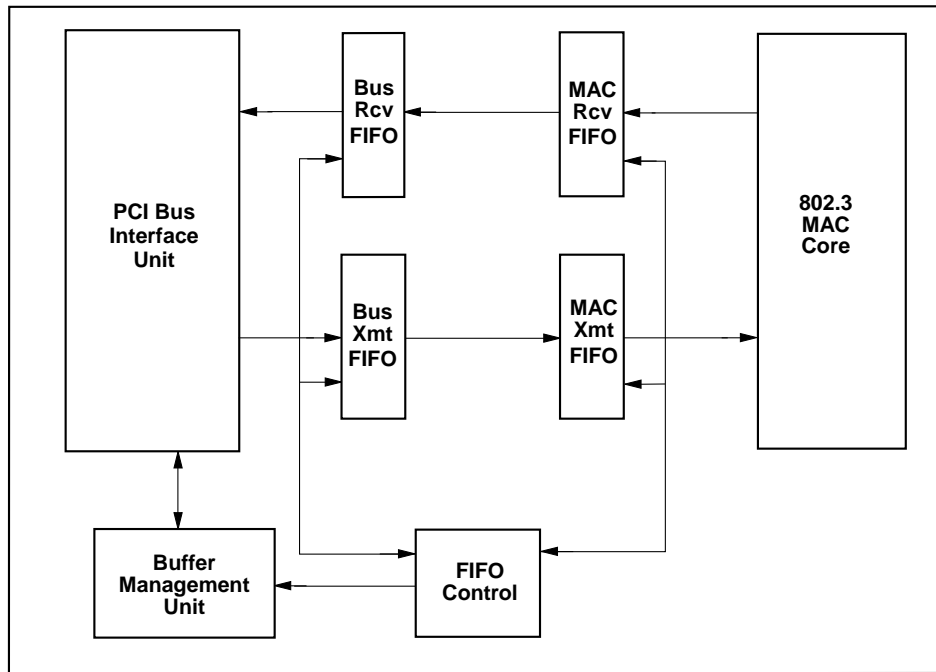 PCI Bus
Interface
Unit
Bus
Rcv
FIFO
MAC
Rcv
FIFO
802.3
MAC
Core
Bus
Xmt
FIFO
MAC
Xmt
FIFO
Buffer
Management
Unit
FIFO
Control